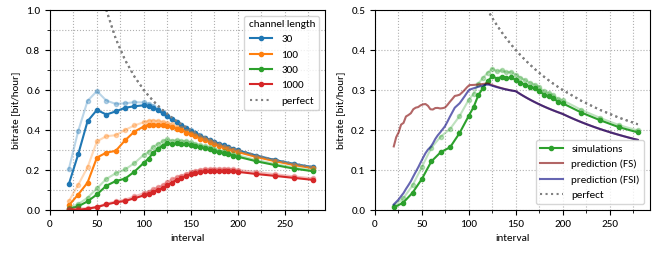 bitrate [bit/hour]
1.0
0.8
0.6
0.4
0.2
0.0
0
50
100
150
200
250
interval
channel length
30
100
300
1000
perfect
bitrate [bit/hour]
0.5
0.4
0.3
0.2
0.1
0.0
0
50
100
150
200
250
interval
simulations
prediction (FS)
prediction (FSI)
perfect